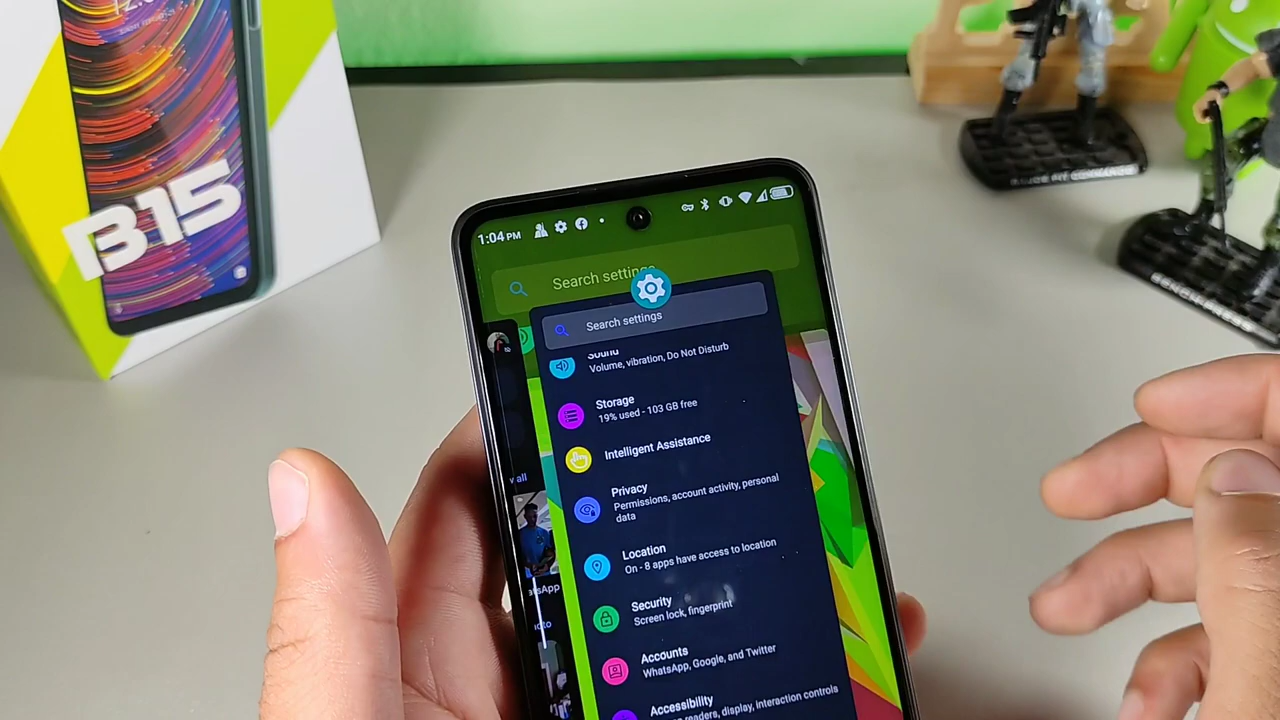 B15
1:04 PM
Search settings
Search settings
Sound
Volume, vibration, Do Not Disturb
Storage
19% used - 103 GB free
Intelligent Assistance
Privacy
Permissions, account activity, personal
data
Location
On - 8 apps have access to location
Security
Screen lock, fingerprint
Accounts
WhatsApp, Google, and Twitter
Accessibility
readers, display, interaction controls
w all